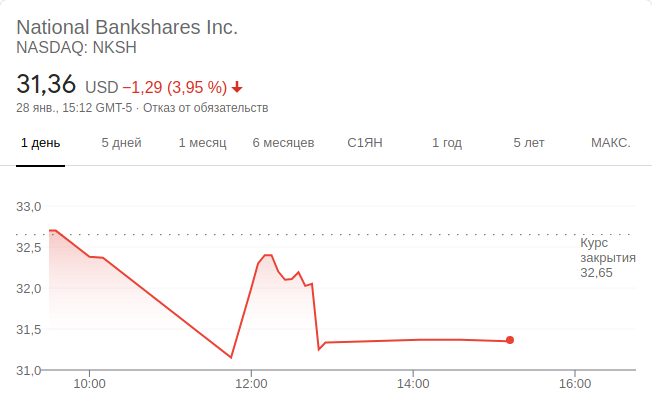 National Bankshares Inc.
NASDAQ: NKSH
31,36 USD −1,29 (3,95 %)
28 янв., 15:12 GMT-5 · Отказ от обязательств
1 день 5 дней 1 месяц 6 месяцев С1ЯН 1 год 5 лет МАКС.
33,0
32,5
32,0
31,5
31,0
Курс
закрытия
32,65
10:00 12:00 14:00 16:00